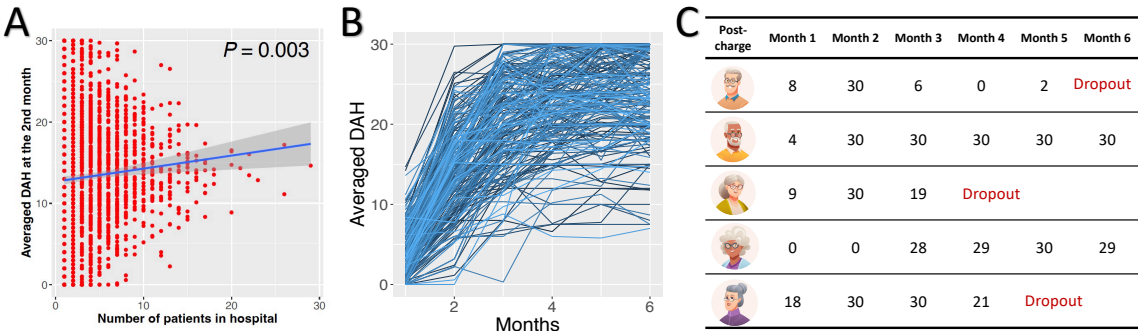 A
Averaged DAH at the 2nd month
30
20
10
0
P = 0.003
0 10 20 30
Number of patients in hospital
B
Averaged DAH
30
20
10
0
2 4 6
Months
C
Post-
charge Month 1 Month 2 Month 3 Month 4 Month 5 Month 6
8 30 6 0 2 Dropout
4 30 30 30 30 30
9 30 19 Dropout
0 0 28 29 30 29
18 30 30 21 Dropout